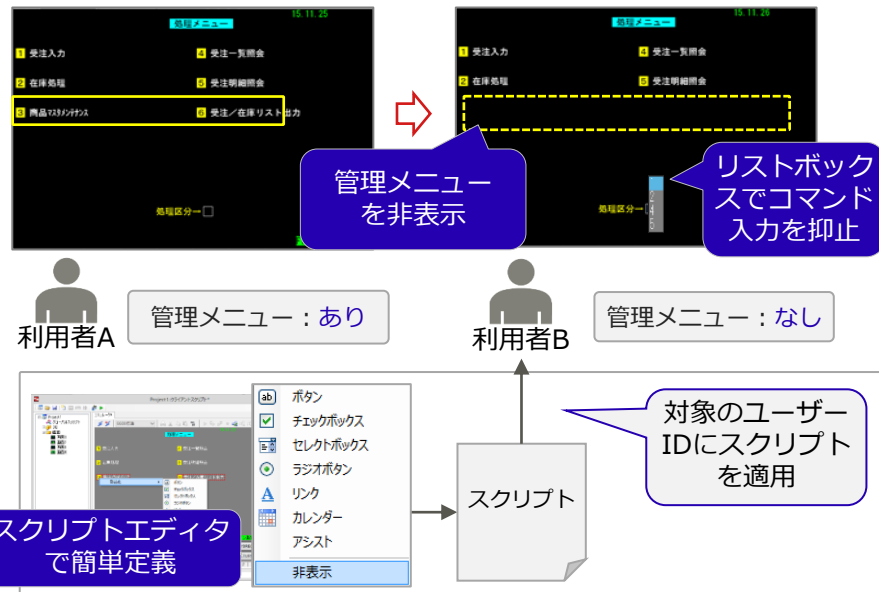 15.11.25
処理メニュー
1 受注入力
4 受注一覧照会
2 在庫処理
5 受注明細照会
3 商品マスタメンテナンス
6 受注／在庫リスト出力
処理区分－
15.11.26
処理メニュー
1 受注入力
4 受注一覧照会
2 在庫処理
5 受注明細照会
処理区分－
2
4
5
管理メニュー
を非表示
リストボック
スでコマンド
入力を抑止
利用者A
管理メニュー：あり
利用者B
管理メニュー：なし
ab ボタン
チェックボックス
セレクトボックス
ラジオボタン
A リンク
カレンダー
アシスト
非表示
スクリプトエディタ
で簡単定義
スクリプト
対象のユーザー
IDにスクリプト
を適用